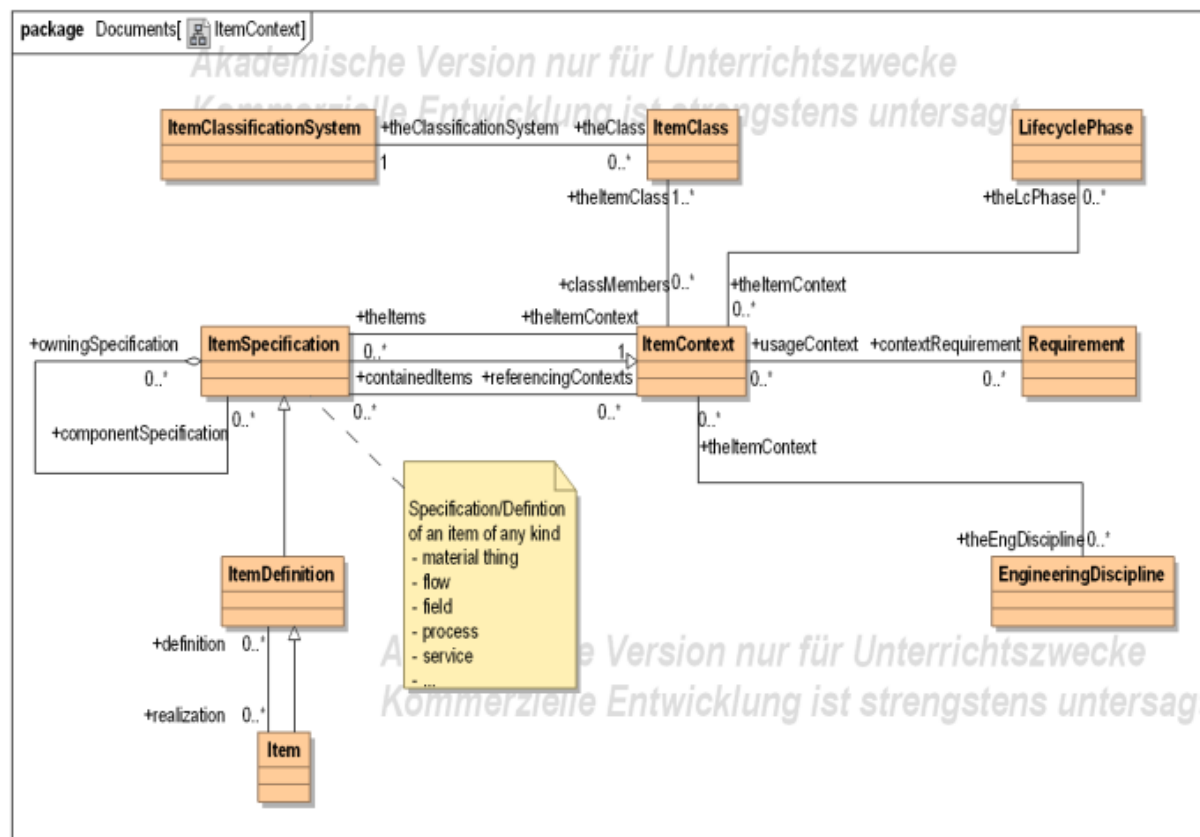 package Documents[ ItemContext]
Akademische Version nur für Unterrichtszwecke
Kommerzielle Entwicklung ist strengstens untersagt
ItemClassificationSystem
+theClassificationSystem
+theClass
1
0..*
ItemClass
LifecyclePhase
+theItemClass 1..*
+theLcPhase 0..*
+classMembers 0..*
+theItemContext
0..*
+owningSpecification
0..*
ItemSpecification
+theItems
+theItemContext
0..*
1
+containedItems
+referencingContexts
0..*
0..*
ItemContext
+usageContext
+contextRequirement
0..*
0..*
Requirement
0..*
+componentSpecification
0..*
+theItemContext
Specification/Defintion
of an item of any kind
- material thing
- flow
- field
- process
- service
- ...
+theEngDiscipline 0..*
EngineeringDiscipline
ItemDefinition
+definition 0..*
+realization 0..*
Item
Akademische Version nur für Unterrichtszwecke
Kommerzielle Entwicklung ist strengstens untersagt